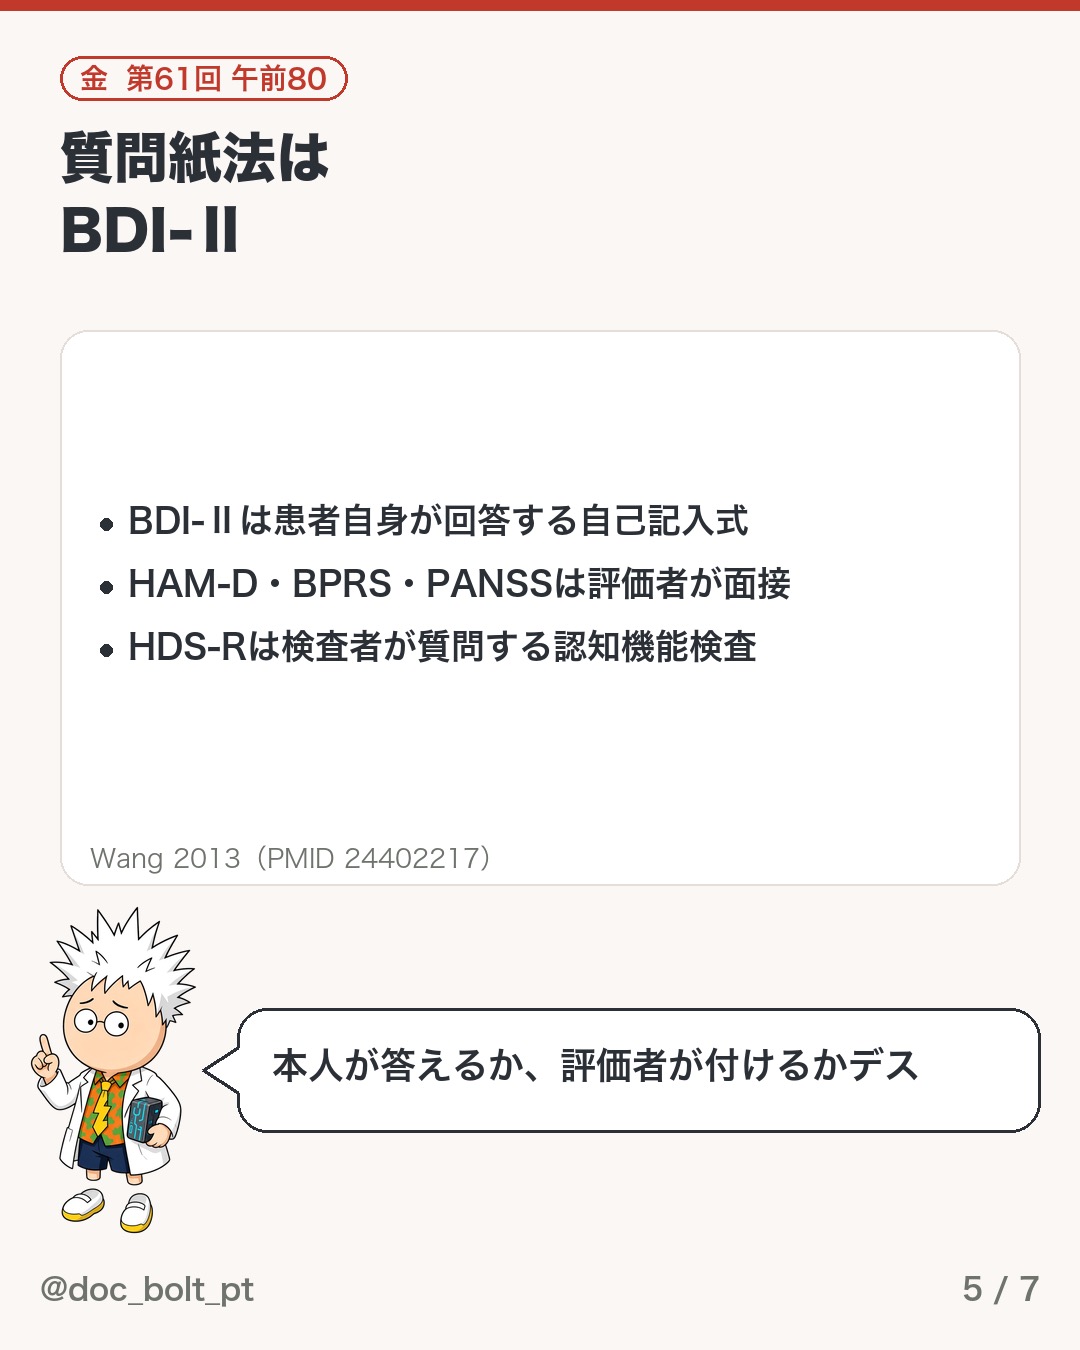 金 第61回 午前80
質問紙法は
BDI-Ⅱ
• BDI-Ⅱは患者自身が回答する自己記入式
• HAM-D・BPRS・PANSSは評価者が面接
• HDS-Rは検査者が質問する認知機能検査
Wang 2013（PMID 24402217）
本人が答えるか、評価者が付けるかデス
@doc_bolt_pt
5 / 7